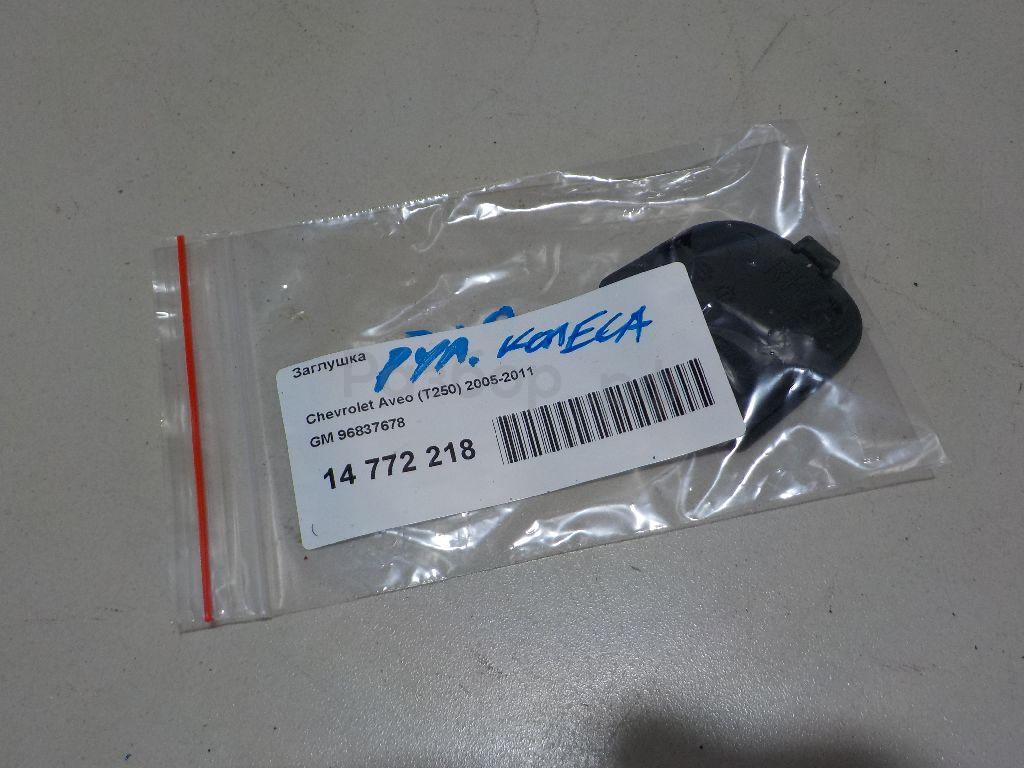 Заглушка
РУЛ. КОЛЕСА
Chevrolet Aveo (T250) 2005-2011
GM 96837678
14 772 218